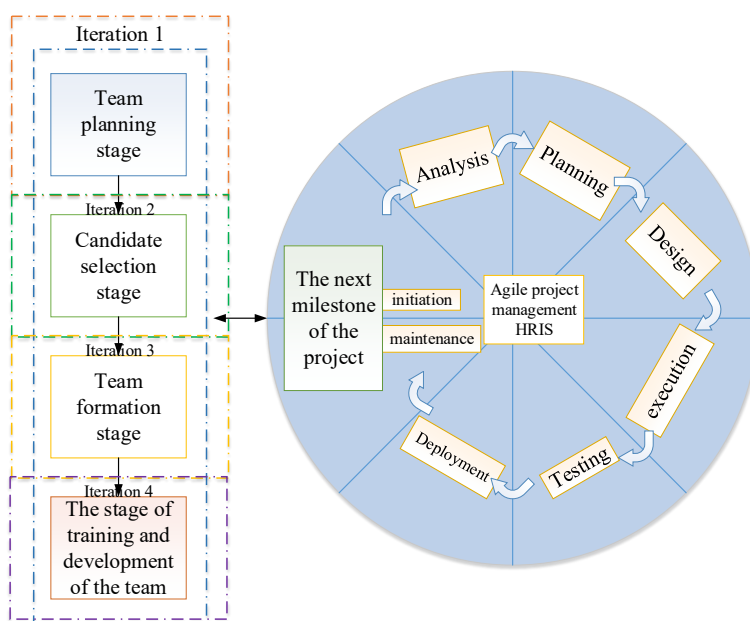 Iteration 1
Team
planning
stage
Iteration 2
Candidate
selection
stage
Iteration 3
Team
formation
stage
Iteration 4
The stage of
training and
development
of the team
Analysis
Planning
Design
execution
Testing
Deployment
The next
milestone
of the
project
initiation
maintenance
Agile project
management
HRIS